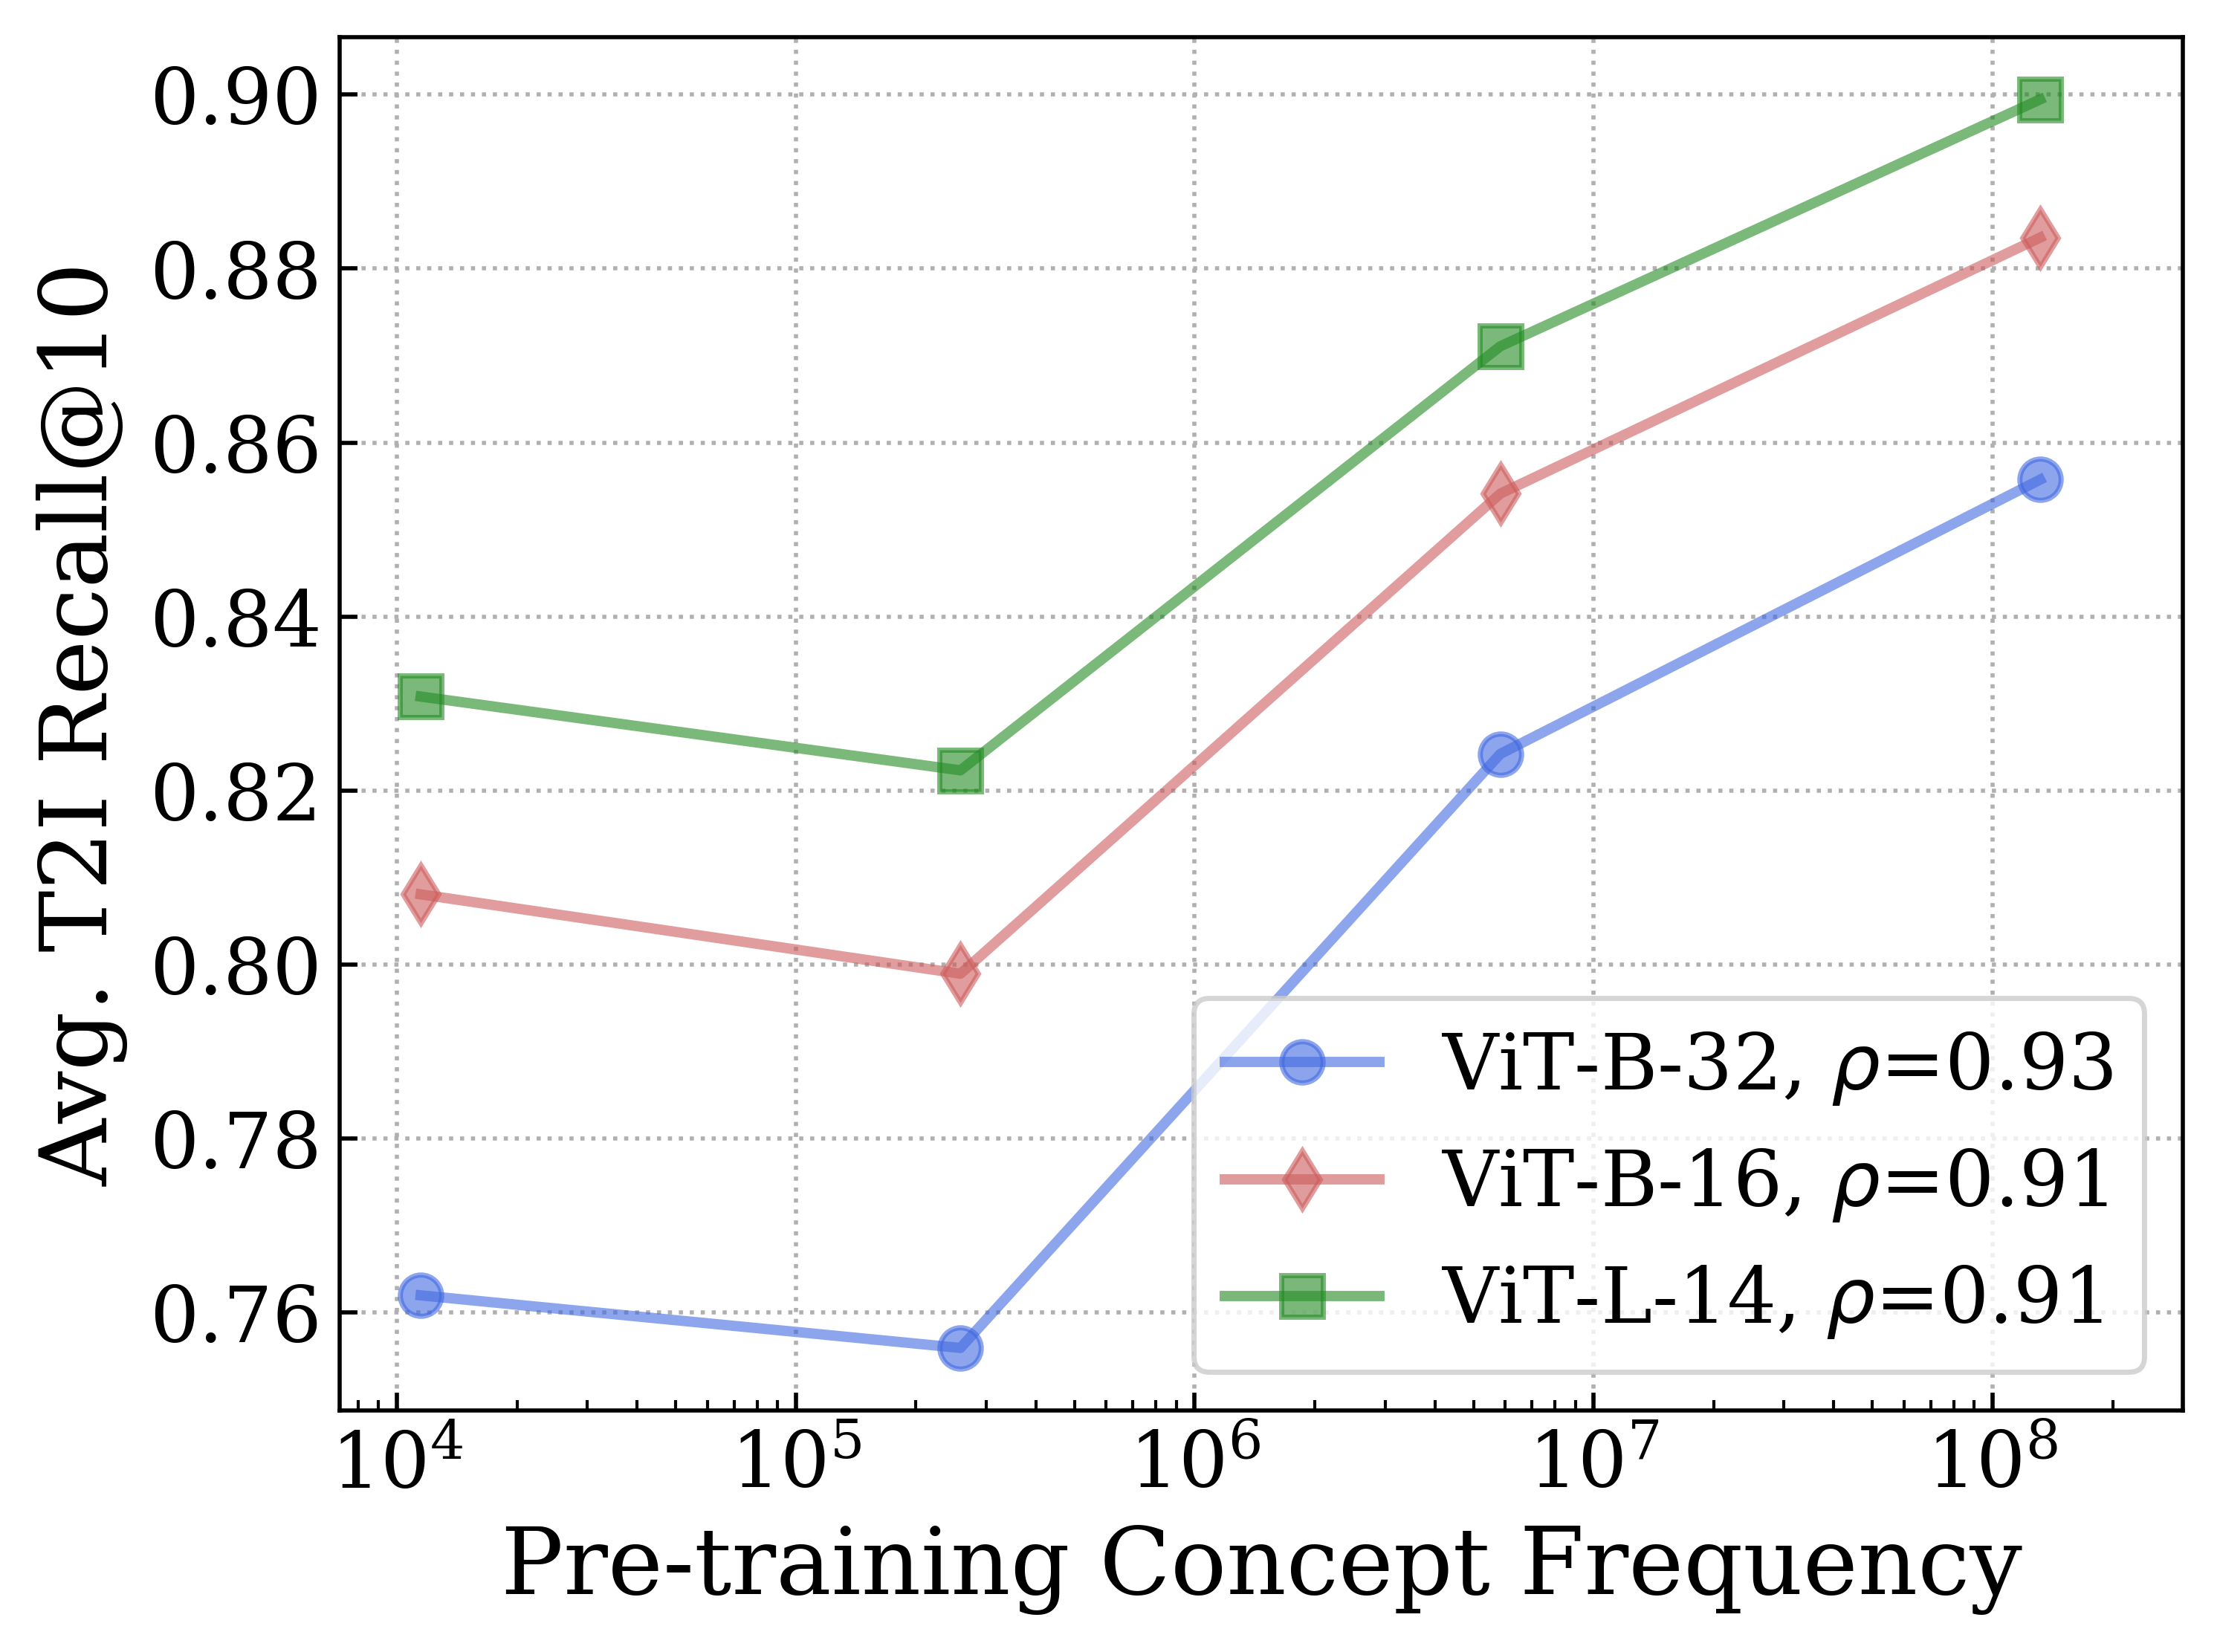 Avg. T2I Recall@10
0.90
0.88
0.86
0.84
0.82
0.80
0.78
0.76
ViT-B-32, ρ=0.93
ViT-B-16, ρ=0.91
ViT-L-14, ρ=0.91
10⁴ 10⁵ 10⁶ 10⁷ 10⁸
Pre-training Concept Frequency